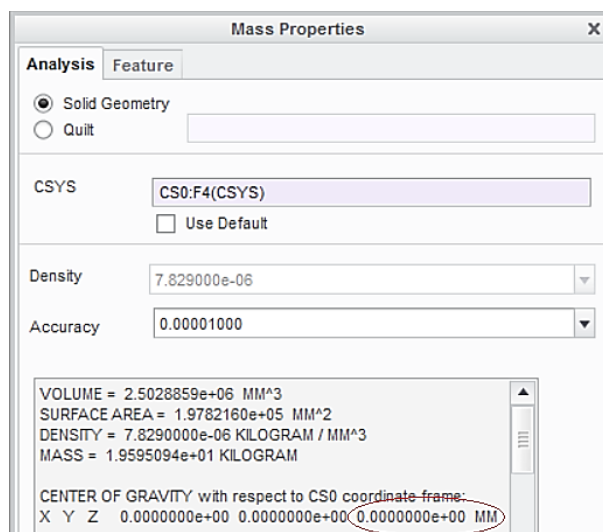 Mass Properties X
Analysis Feature
Solid Geometry
Quilt
CSYS CS0:F4(CSYS)
Use Default
Density 7.829000e-06
Accuracy 0.00001000
VOLUME = 2.5028859e+06 MM^3
SURFACE AREA = 1.9782160e+05 MM^2
DENSITY = 7.8290000e-06 KILOGRAM / MM^3
MASS = 1.9595094e+01 KILOGRAM
CENTER OF GRAVITY with respect to CS0 coordinate frame:
X Y Z 0.0000000e+00 0.0000000e+00 0.0000000e+00 MM